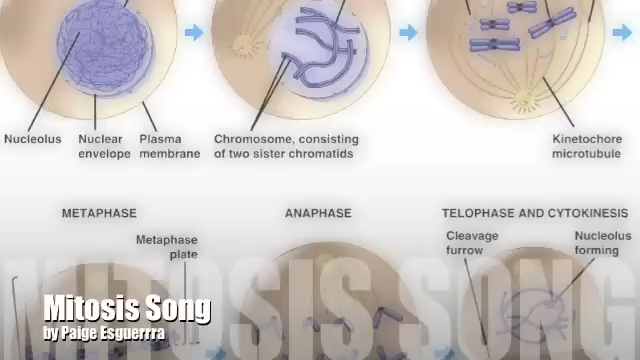 Nucleolus
Nuclear
envelope
Plasma
membrane
Chromosome, consisting
of two sister chromatids
Kinetochore
microtubule
METAPHASE
ANAPHASE
TELOPHASE AND CYTOKINESIS
Metaphase
plate
Cleavage
furrow
Nucleolus
forming
MITOSIS SONG
Mitosis Song
by Paige Esguerrra